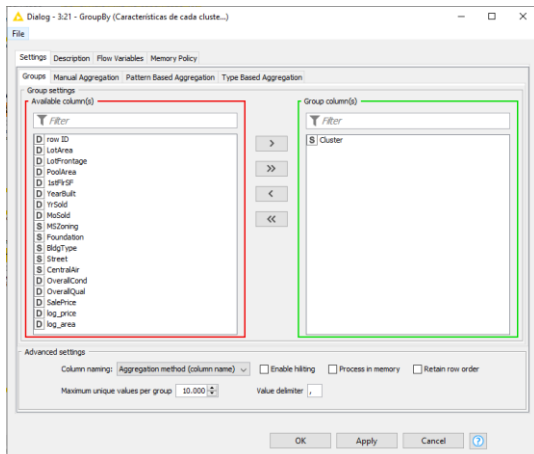 Dialog - 3:21 - GroupBy (Características de cada cluste...)
File
Settings Description Flow Variables Memory Policy
Groups Manual Aggregation Pattern Based Aggregation Type Based Aggregation
Group settings
Available column(s)
Filter
D row ID
D LotArea
D LotFrontage
D PoolArea
D 1stFlrSF
D YearBuilt
D YrSold
D MoSold
S MSZoning
S Foundation
S BldgType
S Street
S CentralAir
D OverallCond
D OverallQual
D SalePrice
D log_price
D log_area
>
>>
<
<<
Group column(s)
Filter
S Cluster
Advanced settings
Column naming: Aggregation method (column name) Enable hiliting Process in memory Retain row order
Maximum unique values per group 10.000 Value delimiter ,
OK Apply Cancel ?